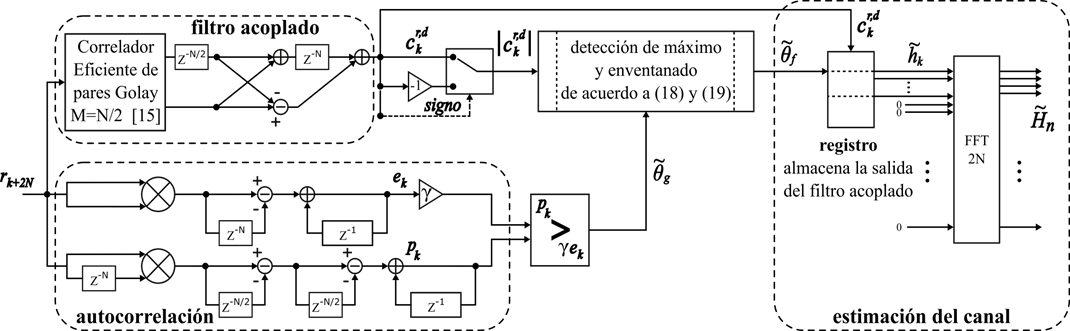 filtro acoplado
Correlador
Eficiente de
pares Golay
M=N/2 [15]
Z-N/2
Z-N
-
+
c_k^{r,d}
-1
signo
|c_k^{r,d}|
detección de máximo
y enventanado
de acuerdo a (18) y (19)
θ̃_f
c_k^{r,d}
h̃_k
0
0
0
FFT
2N
H̃_n
registro
almacena la salida
del filtro acoplado
estimación del canal
r_{k+2N}
+
-
Z-N
Z-1
e_k
γ
p_k
>
γe_k
θ̃_g
Z-N
+
-
Z-N/2
+
-
Z-N/2
p_k
Z-1
autocorrelación